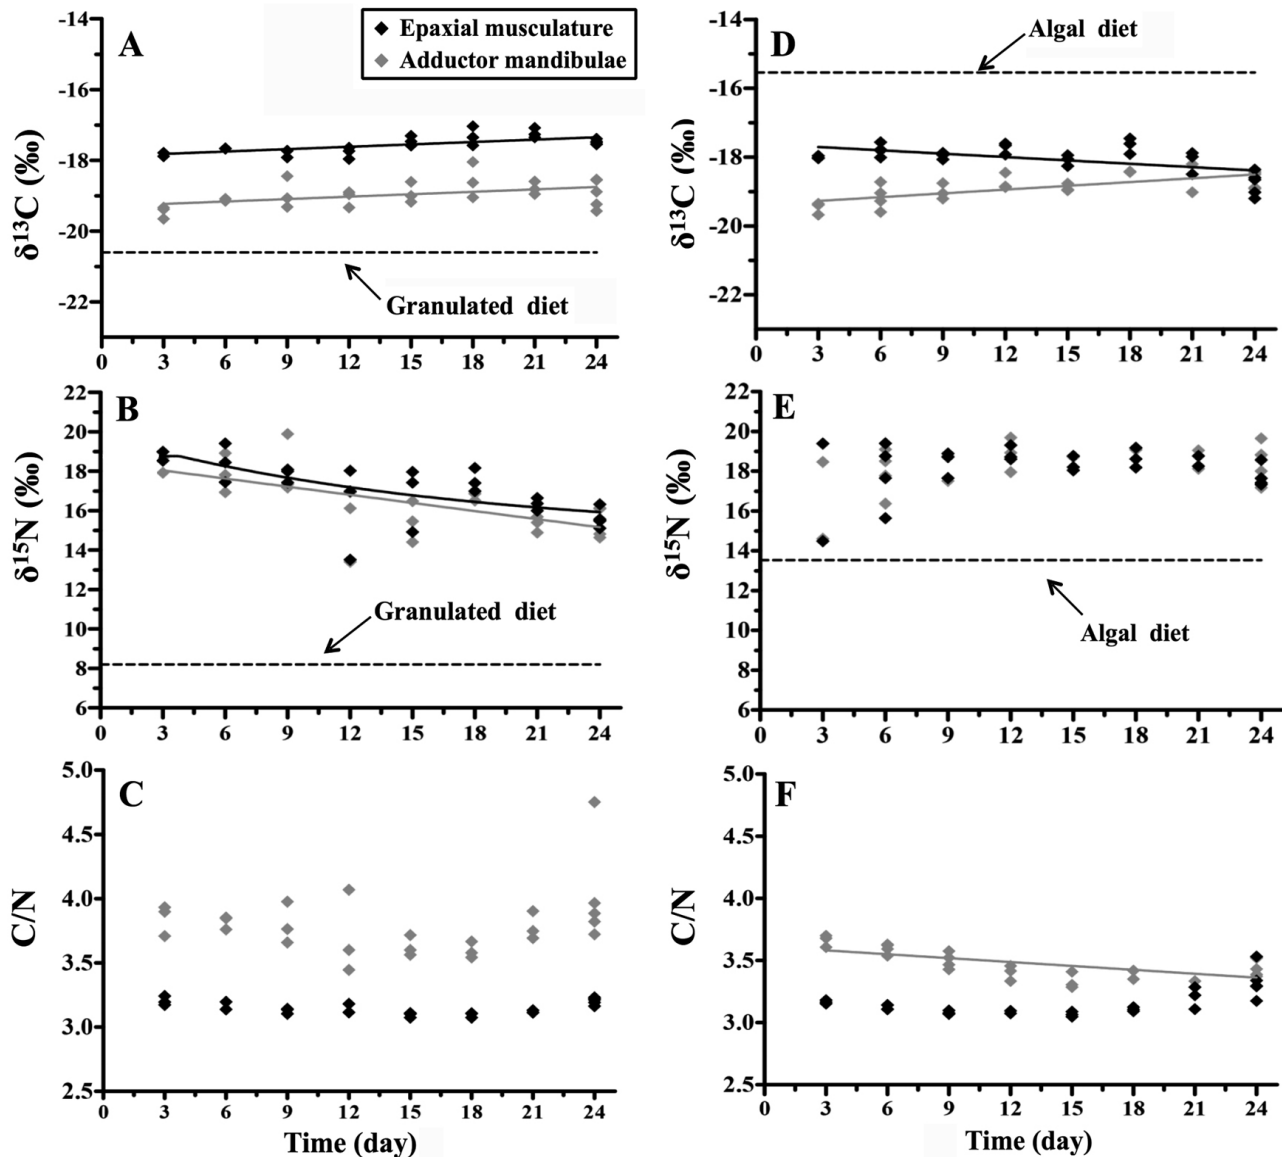 A
Epaxial musculature
Adductor mandibulae
-14
-16
-18
-20
-22
δ¹³C (‰)
Granulated diet
0 3 6 9 12 15 18 21 24
D
Algal diet
-14
-16
-18
-20
-22
δ¹³C (‰)
0 3 6 9 12 15 18 21 24
B
22
20
18
16
14
12
10
8
6
δ¹⁵N (‰)
Granulated diet
0 3 6 9 12 15 18 21 24
E
22
20
18
16
14
12
10
8
6
δ¹⁵N (‰)
Algal diet
0 3 6 9 12 15 18 21 24
C
5.0
4.5
4.0
3.5
3.0
2.5
C/N
0 3 6 9 12 15 18 21 24
Time (day)
F
5.0
4.5
4.0
3.5
3.0
2.5
C/N
0 3 6 9 12 15 18 21 24
Time (day)